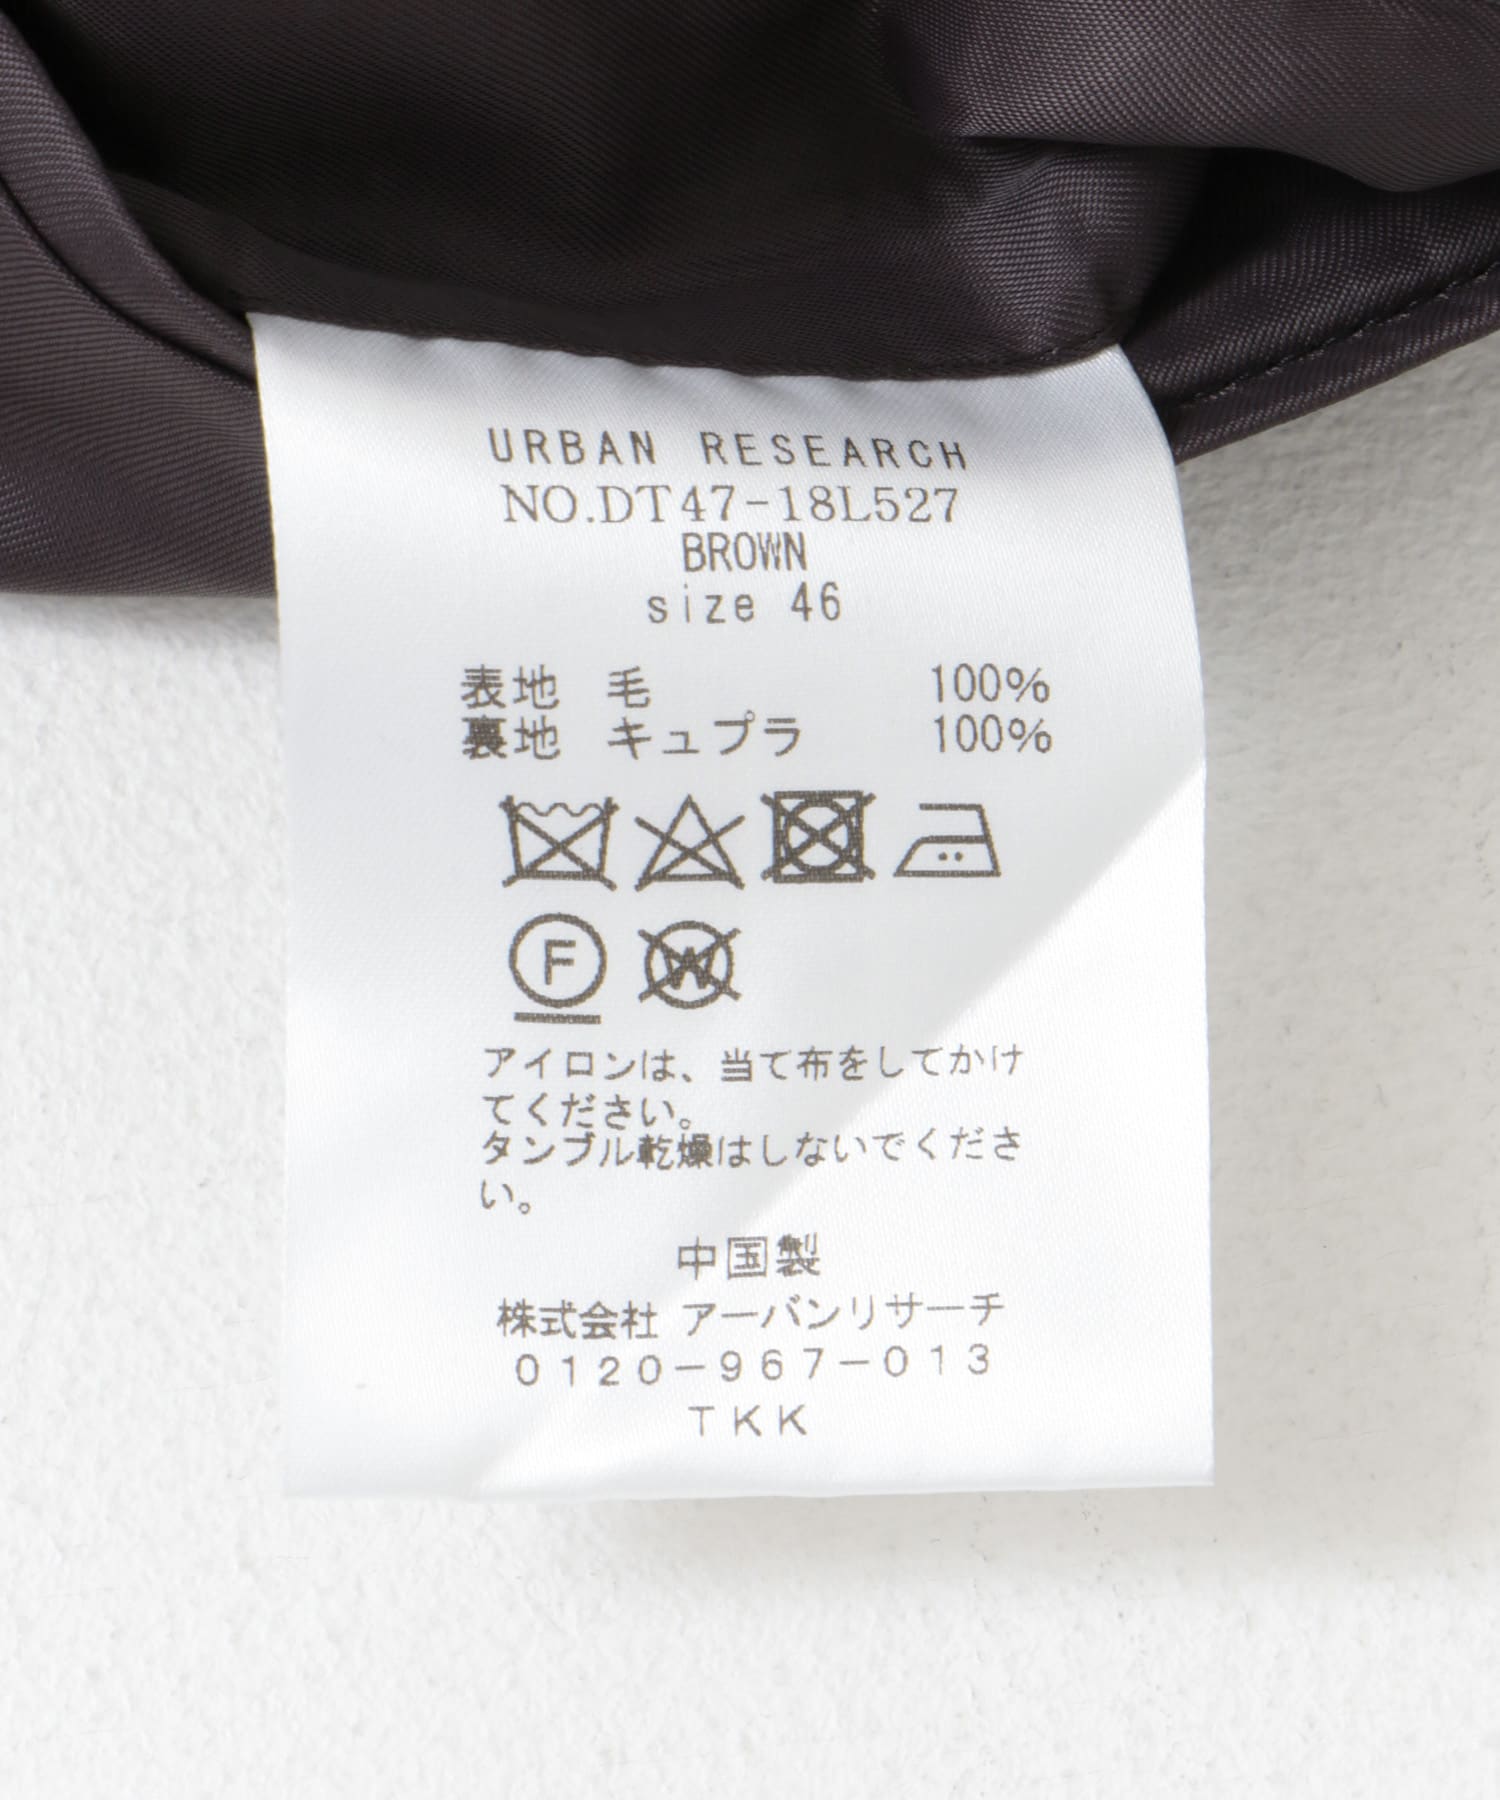 URBAN RESEARCH
NO.DT47-18L527
BROWN
size 46
表地 毛 100%
裏地 キュプラ 100%
F
W
アイロンは、当て布をしてかけ
てください。
タンブル乾燥はしないでくださ
い。
中国製
株式会社 アーバンリサーチ
0120-967-013
TKK